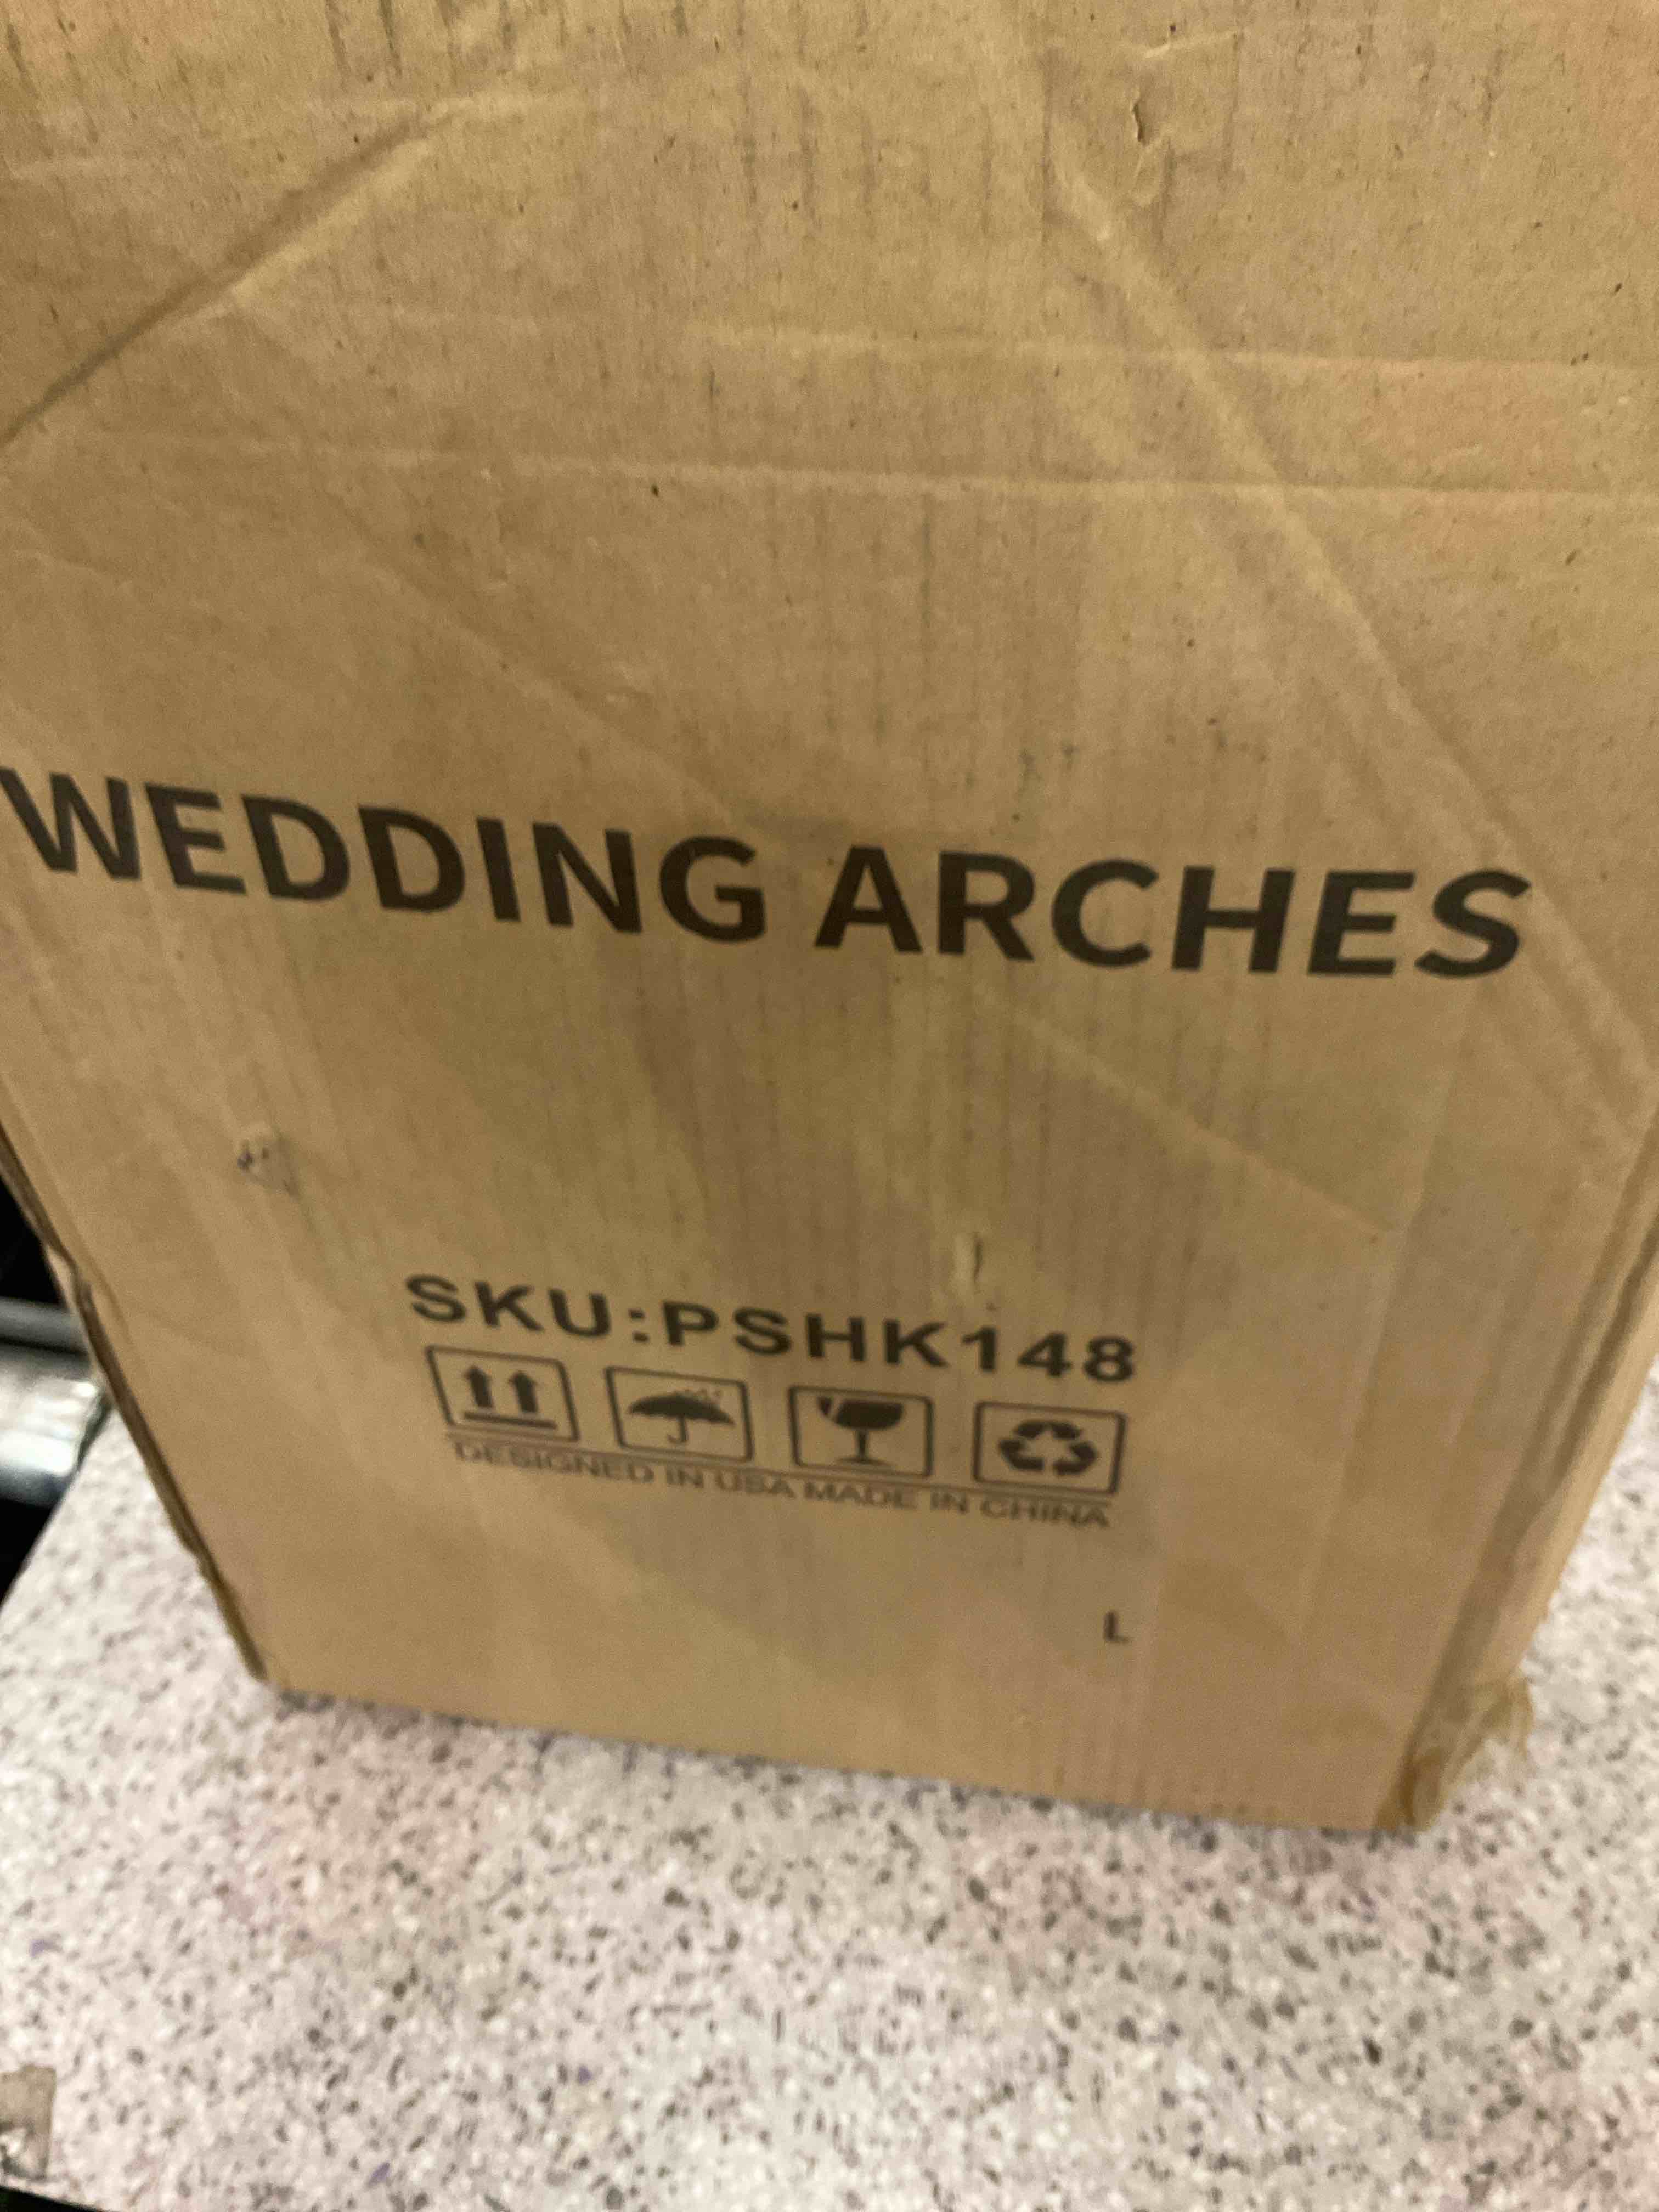 WEDDING ARCHES
SKU:PSHK148
DESIGNED IN USA MADE IN CHINA
L